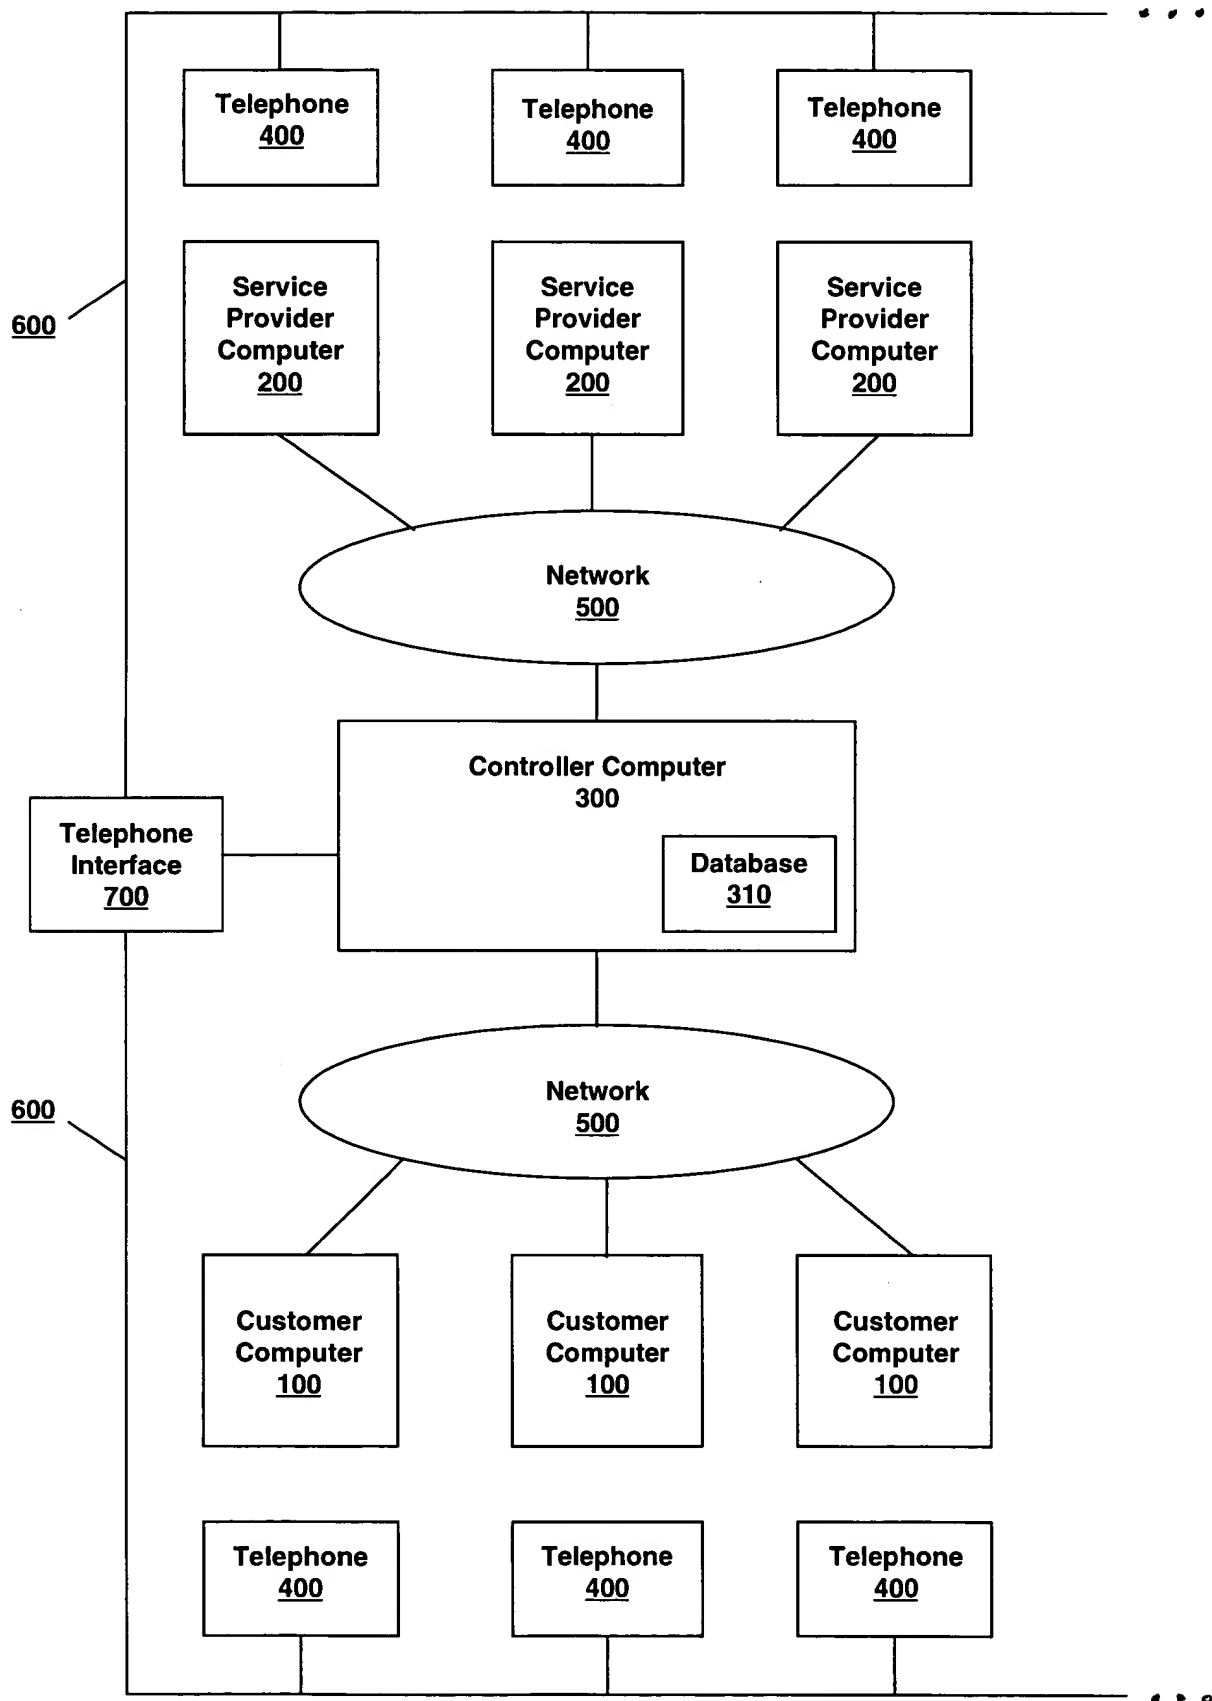 Telephone
400
Telephone
400
Telephone
400
Service
Provider
Computer
200
Service
Provider
Computer
200
Service
Provider
Computer
200
600
Network
500
Controller Computer
300
Telephone
Interface
700
Database
310
Network
500
600
Customer
Computer
100
Customer
Computer
100
Customer
Computer
100
Telephone
400
Telephone
400
Telephone
400